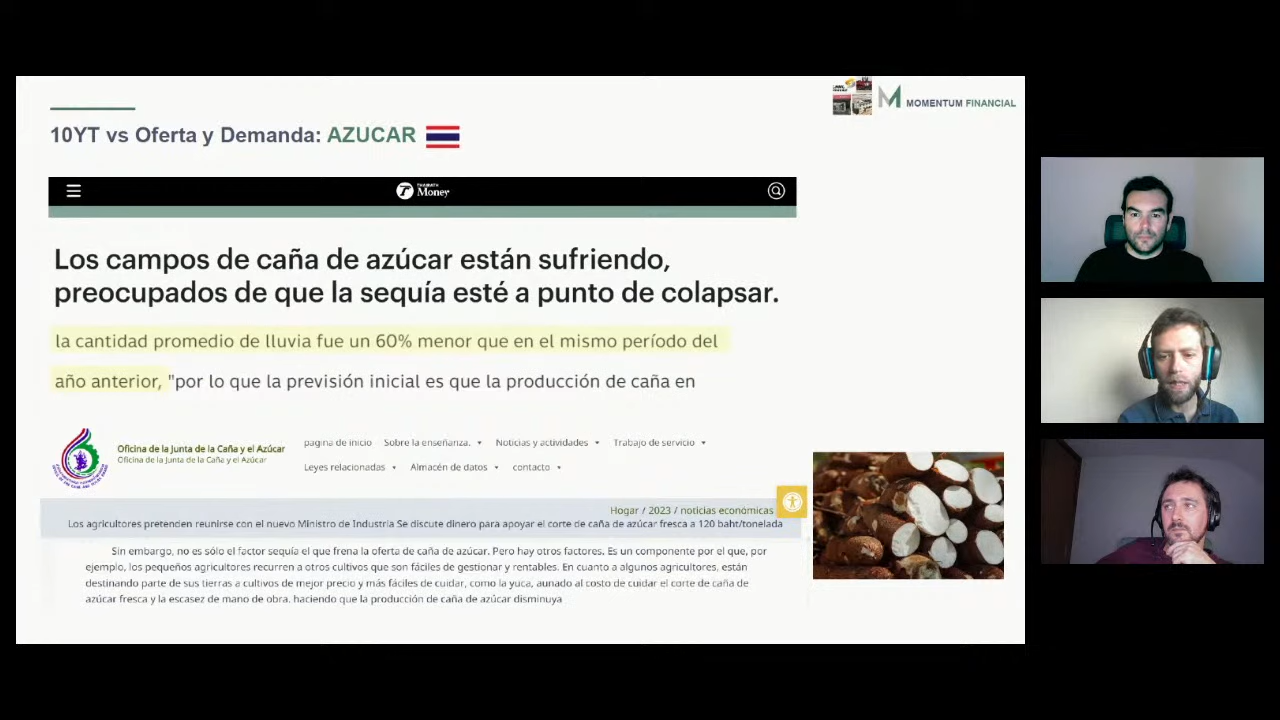 MOMENTUM FINANCIAL
10YT vs Oferta y Demanda: AZUCAR
THAIRATH
Money
Los campos de caña de azúcar están sufriendo,
preocupados de que la sequía esté a punto de colapsar.
la cantidad promedio de lluvia fue un 60% menor que en el mismo período del
año anterior, "por lo que la previsión inicial es que la producción de caña en
Oficina de la Junta de la Caña y el Azúcar
Oficina de la Junta de la Caña y el Azúcar
pagina de inicio Sobre la enseñanza. Noticias y actividades Trabajo de servicio
Leyes relacionadas Almacén de datos contacto
Hogar / 2023 / noticias económicas
Los agricultores pretenden reunirse con el nuevo Ministro de Industria Se discute dinero para apoyar el corte de caña de azúcar fresca a 120 baht/tonelada
Sin embargo, no es sólo el factor sequía el que frena la oferta de caña de azúcar. Pero hay otros factores. Es un componente por el que, por
ejemplo, los pequeños agricultores recurren a otros cultivos que son fáciles de gestionar y rentables. En cuanto a algunos agricultores, están
destinando parte de sus tierras a cultivos de mejor precio y más fáciles de cuidar, como la yuca, aunado al costo de cuidar el corte de caña de
azúcar fresca y la escasez de mano de obra. haciendo que la producción de caña de azúcar disminuya